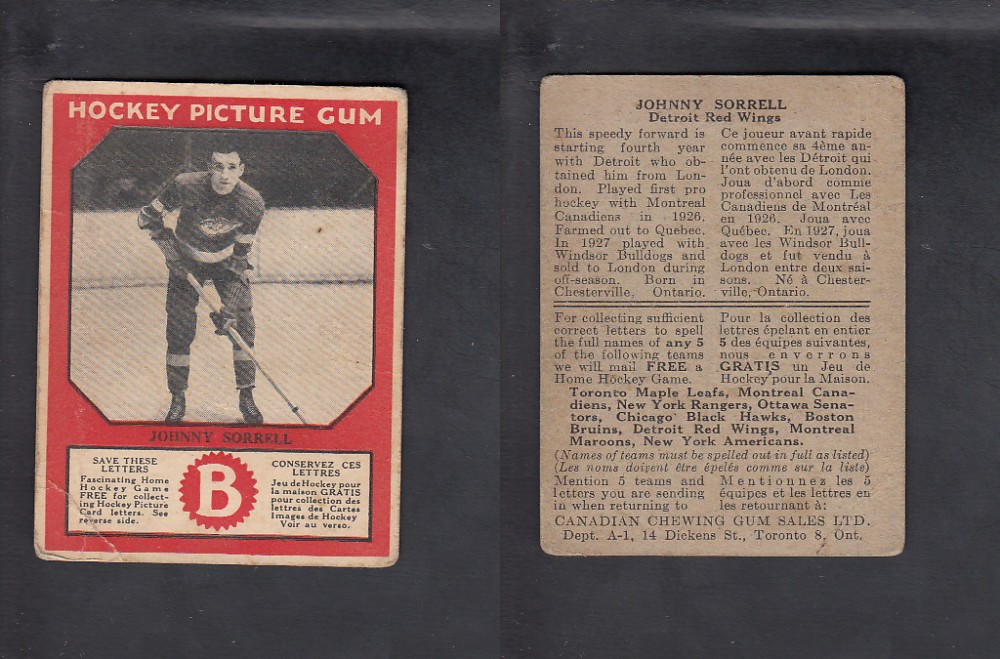 HOCKEY PICTURE GUM
JOHNNY SORRELL
SAVE THESE
LETTERS
Fascinating Home
Hockey Game
FREE for collect-
ing Hockey Picture
Card letters. See
reverse side.
B
CONSERVEZ CES
LETTRES
Jeu de Hockey pour
la maison GRATIS
pour collection des
lettres des Cartes
Images de Hockey
Voir au verso.
JOHNNY SORRELL
Detroit Red Wings
This speedy forward is
starting fourth year
with Detroit who ob-
tained him from Lon-
don. Played first pro
hockey with Montreal
Canadiens in 1926.
Farmed out to Quebec.
In 1927 played with
Windsor Bulldogs and
sold to London during
off-season. Born in
Chesterville, Ontario.
Ce joueur avant rapide
commence sa 4ème an-
née avec les Détroit qui
l'ont obtenu de London.
Joua d'abord comme
professionnel avec Les
Canadiens de Montréal
en 1926. Joua avec
Québec. En 1927, joua
avec les Windsor Bull-
dogs et fut vendu à
London entre deux sai-
sons. Né à Chester-
ville, Ontario.
For collecting sufficient
correct letters to spell
the full names of any 5
of the following teams
we will mail FREE a
Home Hockey Game.
Pour la collection des
lettres épelant en entier
5 des équipes suivantes,
nous enverrons
GRATIS un Jeu de
Hockey pour la Maison.
Toronto Maple Leafs, Montreal Cana-
diens, New York Rangers, Ottawa Sena-
tors, Chicago Black Hawks, Boston
Bruins, Detroit Red Wings, Montreal
Maroons, New York Americans.
(Names of teams must be spelled out in full as listed)
(Les noms doivent être épelés comme sur la liste)
Mention 5 teams and
letters you are sending
in when returning to
Mentionnez les 5
équipes et les lettres en
les retournant à:
CANADIAN CHEWING GUM SALES LTD.
Dept. A-1, 14 Dickens St., Toronto 8, Ont.